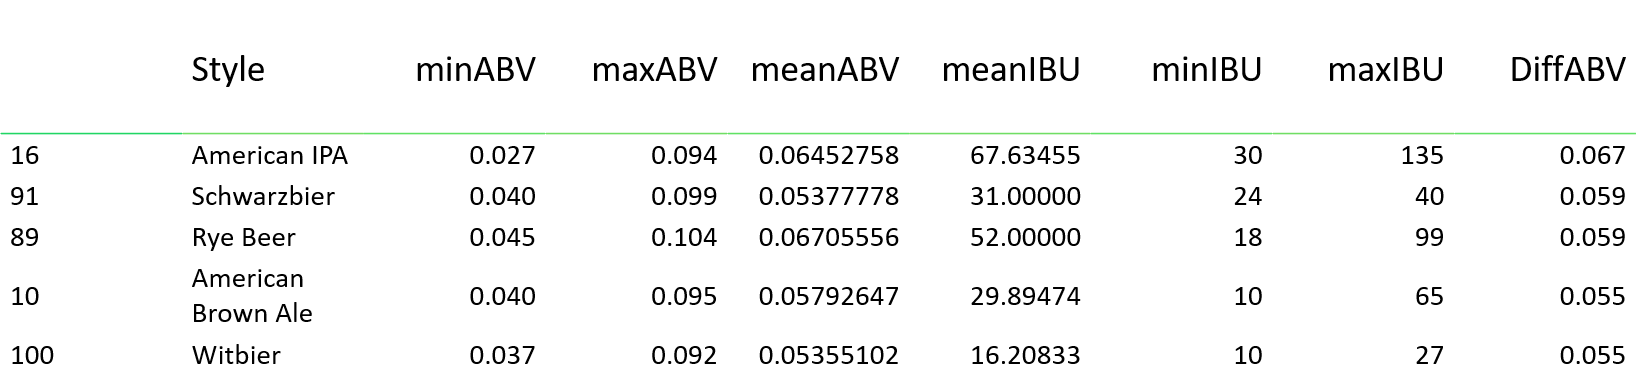 Style minABV maxABV meanABV meanIBU minIBU maxIBU DiffABV
16 American IPA 0.027 0.094 0.06452758 67.63455 30 135 0.067
91 Schwarzbier 0.040 0.099 0.05377778 31.00000 24 40 0.059
89 Rye Beer 0.045 0.104 0.06705556 52.00000 18 99 0.059
10 American Brown Ale 0.040 0.095 0.05792647 29.89474 10 65 0.055
100 Witbier 0.037 0.092 0.05355102 16.20833 10 27 0.055